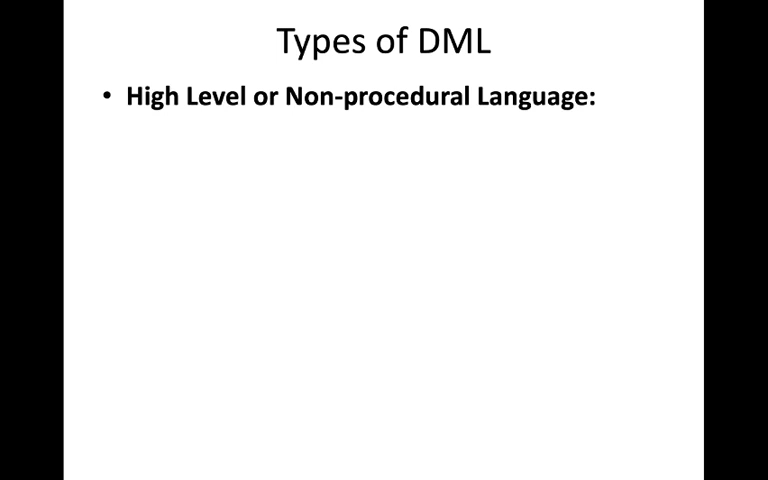 Types of DML
• High Level or Non-procedural Language: